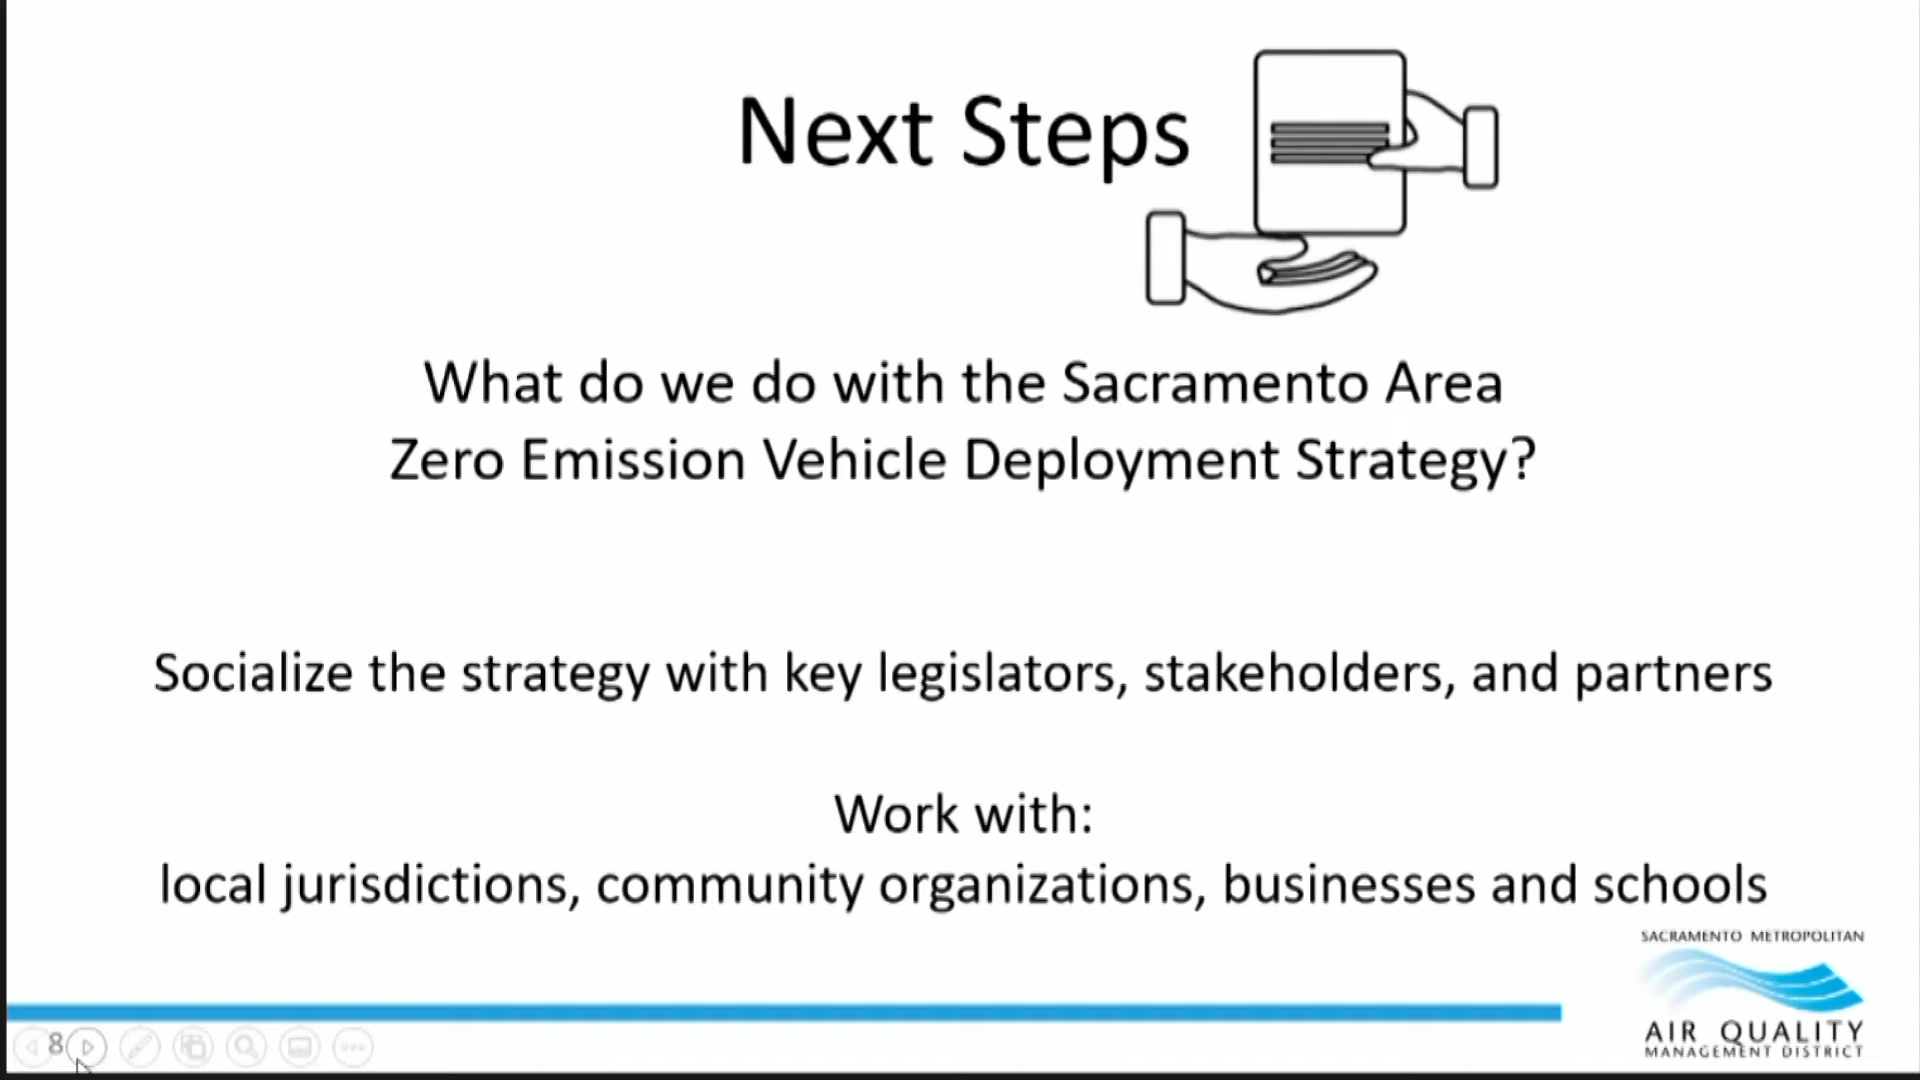 Next Steps
What do we do with the Sacramento Area
Zero Emission Vehicle Deployment Strategy?
Socialize the strategy with key legislators, stakeholders, and partners
Work with:
local jurisdictions, community organizations, businesses and schools
SACRAMENTO METROPOLITAN
AIR QUALITY
MANAGEMENT DISTRICT
8